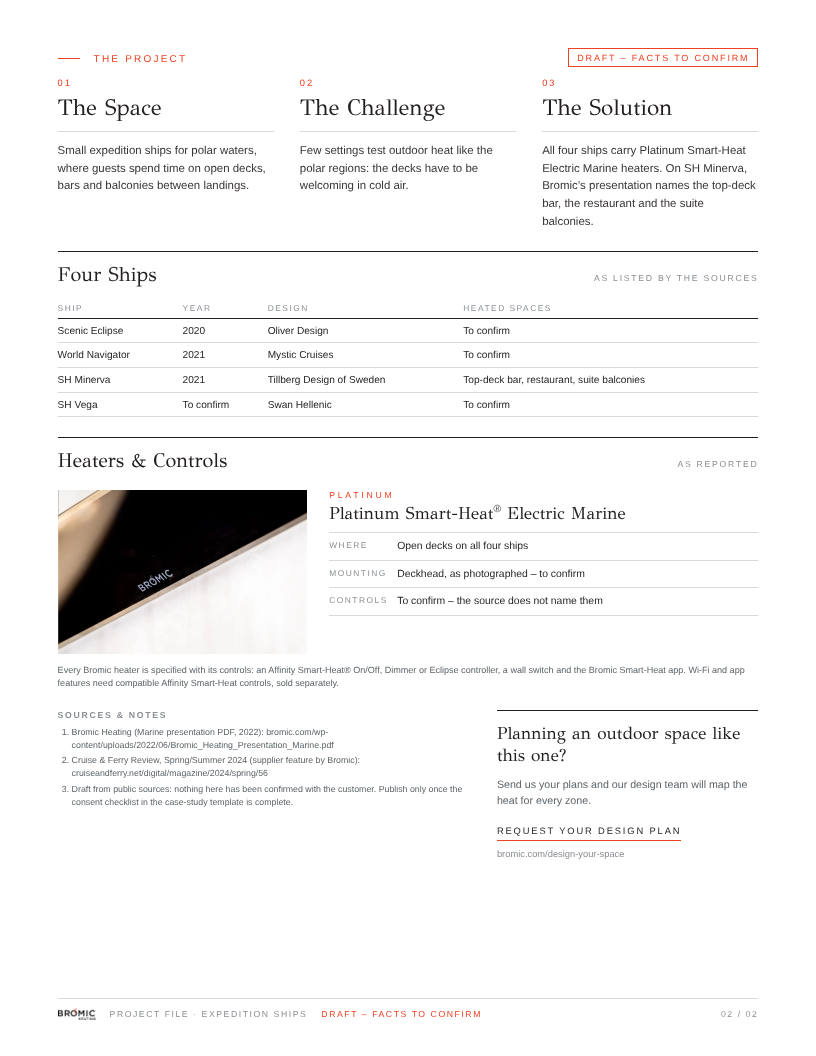 THE PROJECT
DRAFT – FACTS TO CONFIRM
01
The Space
Small expedition ships for polar waters,
where guests spend time on open decks,
bars and balconies between landings.
02
The Challenge
Few settings test outdoor heat like the
polar regions: the decks have to be
welcoming in cold air.
03
The Solution
All four ships carry Platinum Smart-Heat
Electric Marine heaters. On SH Minerva,
Bromic's presentation names the top-deck
bar, the restaurant and the suite
balconies.
Four Ships
AS LISTED BY THE SOURCES
SHIP YEAR DESIGN HEATED SPACES
Scenic Eclipse 2020 Oliver Design To confirm
World Navigator 2021 Mystic Cruises To confirm
SH Minerva 2021 Tillberg Design of Sweden Top-deck bar, restaurant, suite balconies
SH Vega To confirm Swan Hellenic To confirm
Heaters & Controls
AS REPORTED
BROMIC
PLATINUM
Platinum Smart-Heat® Electric Marine
WHERE Open decks on all four ships
MOUNTING Deckhead, as photographed – to confirm
CONTROLS To confirm – the source does not name them
Every Bromic heater is specified with its controls: an Affinity Smart-Heat® On/Off, Dimmer or Eclipse controller, a wall switch and the Bromic Smart-Heat app. Wi-Fi and app
features need compatible Affinity Smart-Heat controls, sold separately.
SOURCES & NOTES
1. Bromic Heating (Marine presentation PDF, 2022): bromic.com/wp-
content/uploads/2022/06/Bromic_Heating_Presentation_Marine.pdf
2. Cruise & Ferry Review, Spring/Summer 2024 (supplier feature by Bromic):
cruiseandferry.net/digital/magazine/2024/spring/56
3. Draft from public sources: nothing here has been confirmed with the customer. Publish only once the
consent checklist in the case-study template is complete.
Planning an outdoor space like
this one?
Send us your plans and our design team will map the
heat for every zone.
REQUEST YOUR DESIGN PLAN
bromic.com/design-your-space
BROMIC
HEATING
PROJECT FILE · EXPEDITION SHIPS DRAFT – FACTS TO CONFIRM
02 / 02